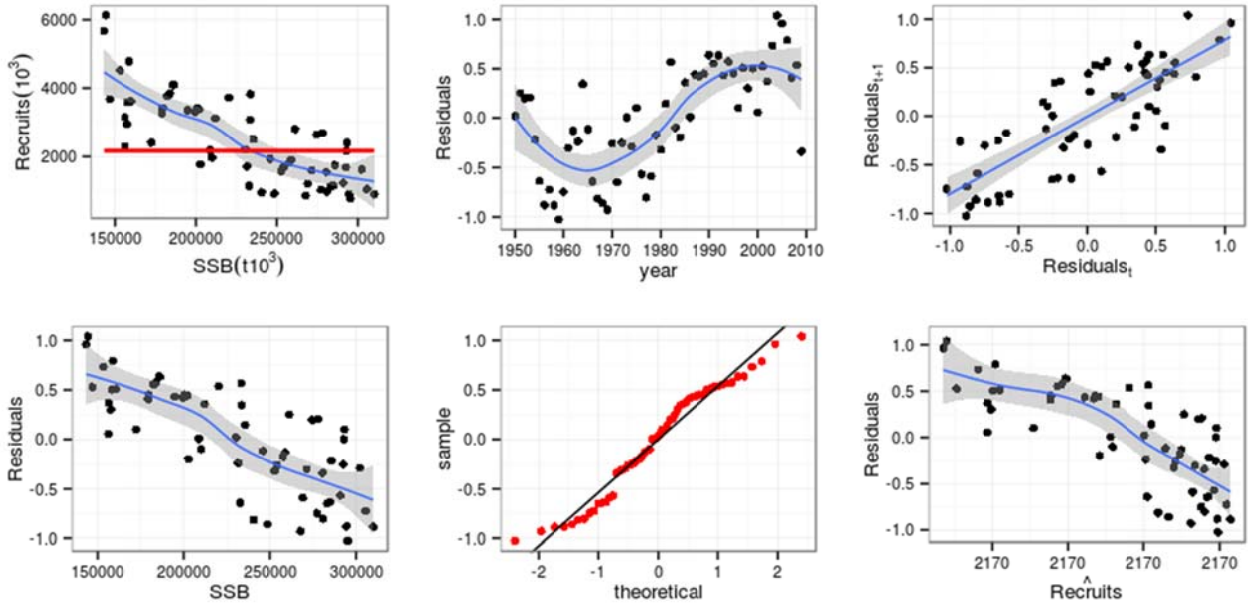 Recruits(10³)
6000
4000
2000
150000 200000 250000 300000
SSB(t10³)
Residuals
1.0
0.5
0.0
-0.5
-1.0
1950 1960 1970 1980 1990 2000 2010
year
Residualsₜ₊₁
1.0
0.5
0.0
-0.5
-1.0
-1.0 -0.5 0.0 0.5 1.0
Residualsₜ
Residuals
1.0
0.5
0.0
-0.5
-1.0
150000 200000 250000 300000
SSB
sample
1.0
0.5
0.0
-0.5
-1.0
-2 -1 0 1 2
theoretical
Residuals
1.0
0.5
0.0
-0.5
-1.0
2170 2170 2170 2170
Recr̂uits